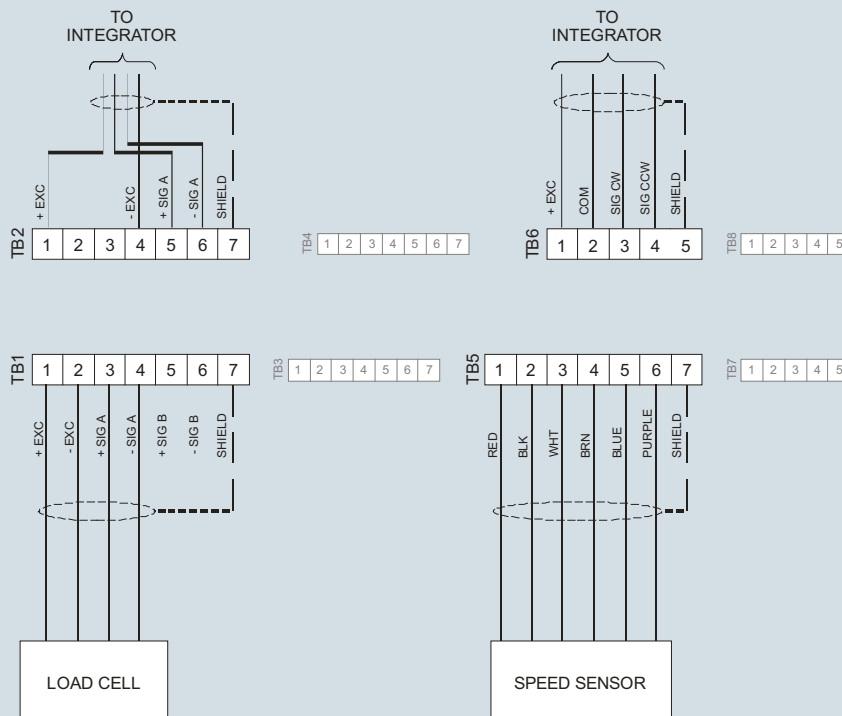 TO
INTEGRATOR
+ EXC
- EXC
+ SIG A
- SIG A
SHIELD
TB2 1 2 3 4 5 6 7
TB4 1 2 3 4 5 6 7
TO
INTEGRATOR
+ EXC
COM
SIG CW
SIG CCW
SHIELD
TB6 1 2 3 4 5
TB8 1 2 3 4 5
TB1 1 2 3 4 5 6 7
+ EXC
- EXC
+ SIG A
- SIG A
+ SIG B
- SIG B
SHIELD
LOAD CELL
TB3 1 2 3 4 5 6 7
TB5 1 2 3 4 5 6 7
RED
BLK
WHT
BRN
BLUE
PURPLE
SHIELD
SPEED SENSOR
TB7 1 2 3 4 5